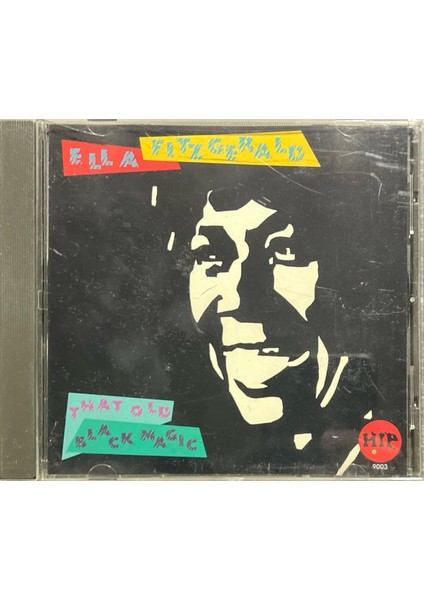 ELLA FITZGERALD
THAT OLD
BLACK MAGIC
HIP
9003